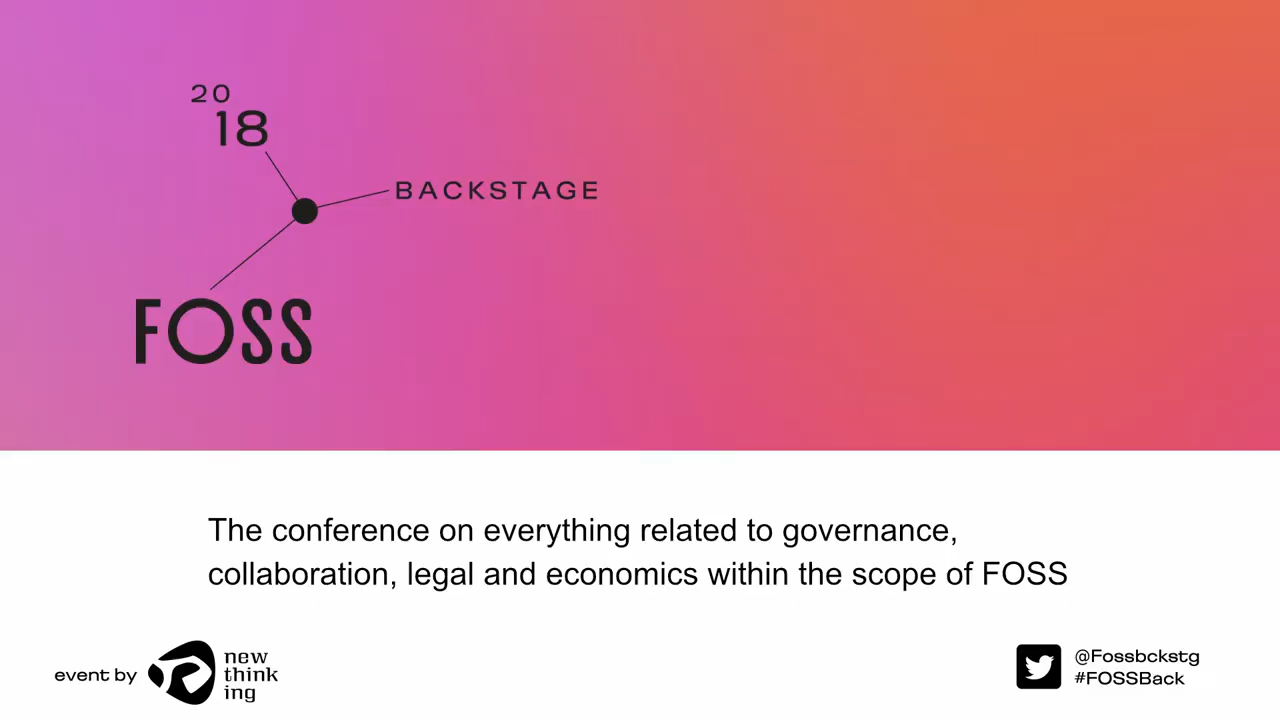 20
18
BACKSTAGE
FOSS
The conference on everything related to governance,
collaboration, legal and economics within the scope of FOSS
event by
new
think
ing
@Fossbckstg
#FOSSBack